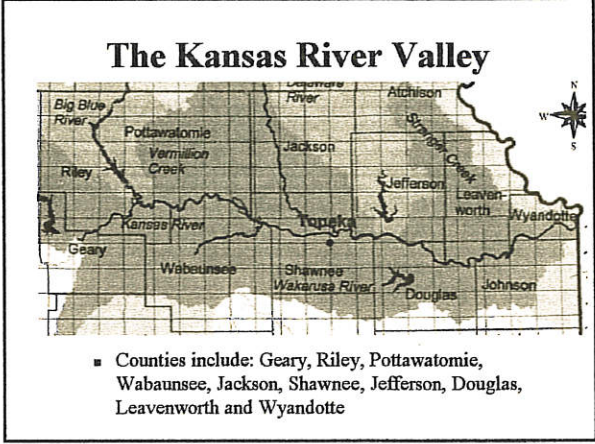 The Kansas River Valley
Delaware
River
Atchison
N
W
S
Big Blue
River
Pottawatomie
Vermillion
Creek
Jackson
Stranger Creek
Riley
Jefferson
Leaven-
worth
Wyandotte
Kansas River
Topeka
Geary
Wabaunsee
Shawnee
Wakarusa River
Douglas
Johnson
▪ Counties include: Geary, Riley, Pottawatomie,
Wabaunsee, Jackson, Shawnee, Jefferson, Douglas,
Leavenworth and Wyandotte